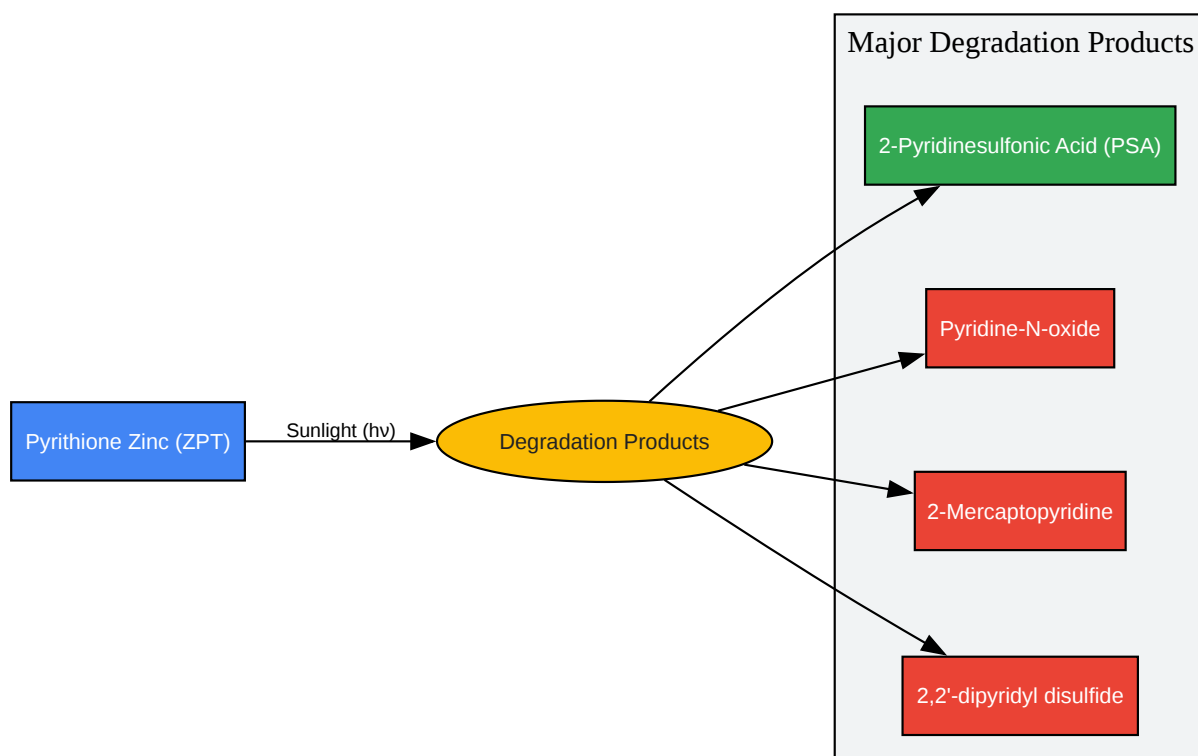 Major Degradation Products
2-Pyridinesulfonic Acid (PSA)
Pyridine-N-oxide
Pyrithione Zinc (ZPT)
Sunlight (hν)
Degradation Products
2-Mercaptopyridine
2,2'-dipyridyl disulfide